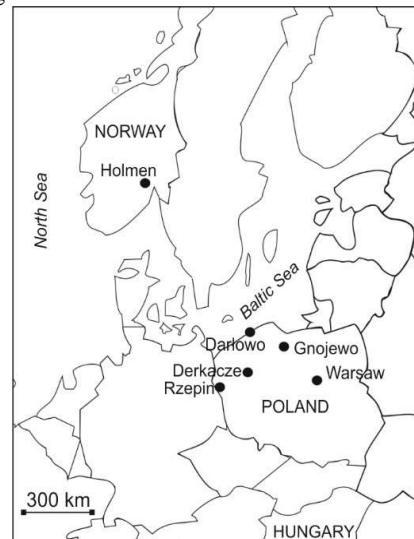 NORWAY
Holmen
North Sea
Baltic Sea
Darłowo
Gnojewo
Derkacze
Warsaw
Rzepin
POLAND
300 km
HUNGARY